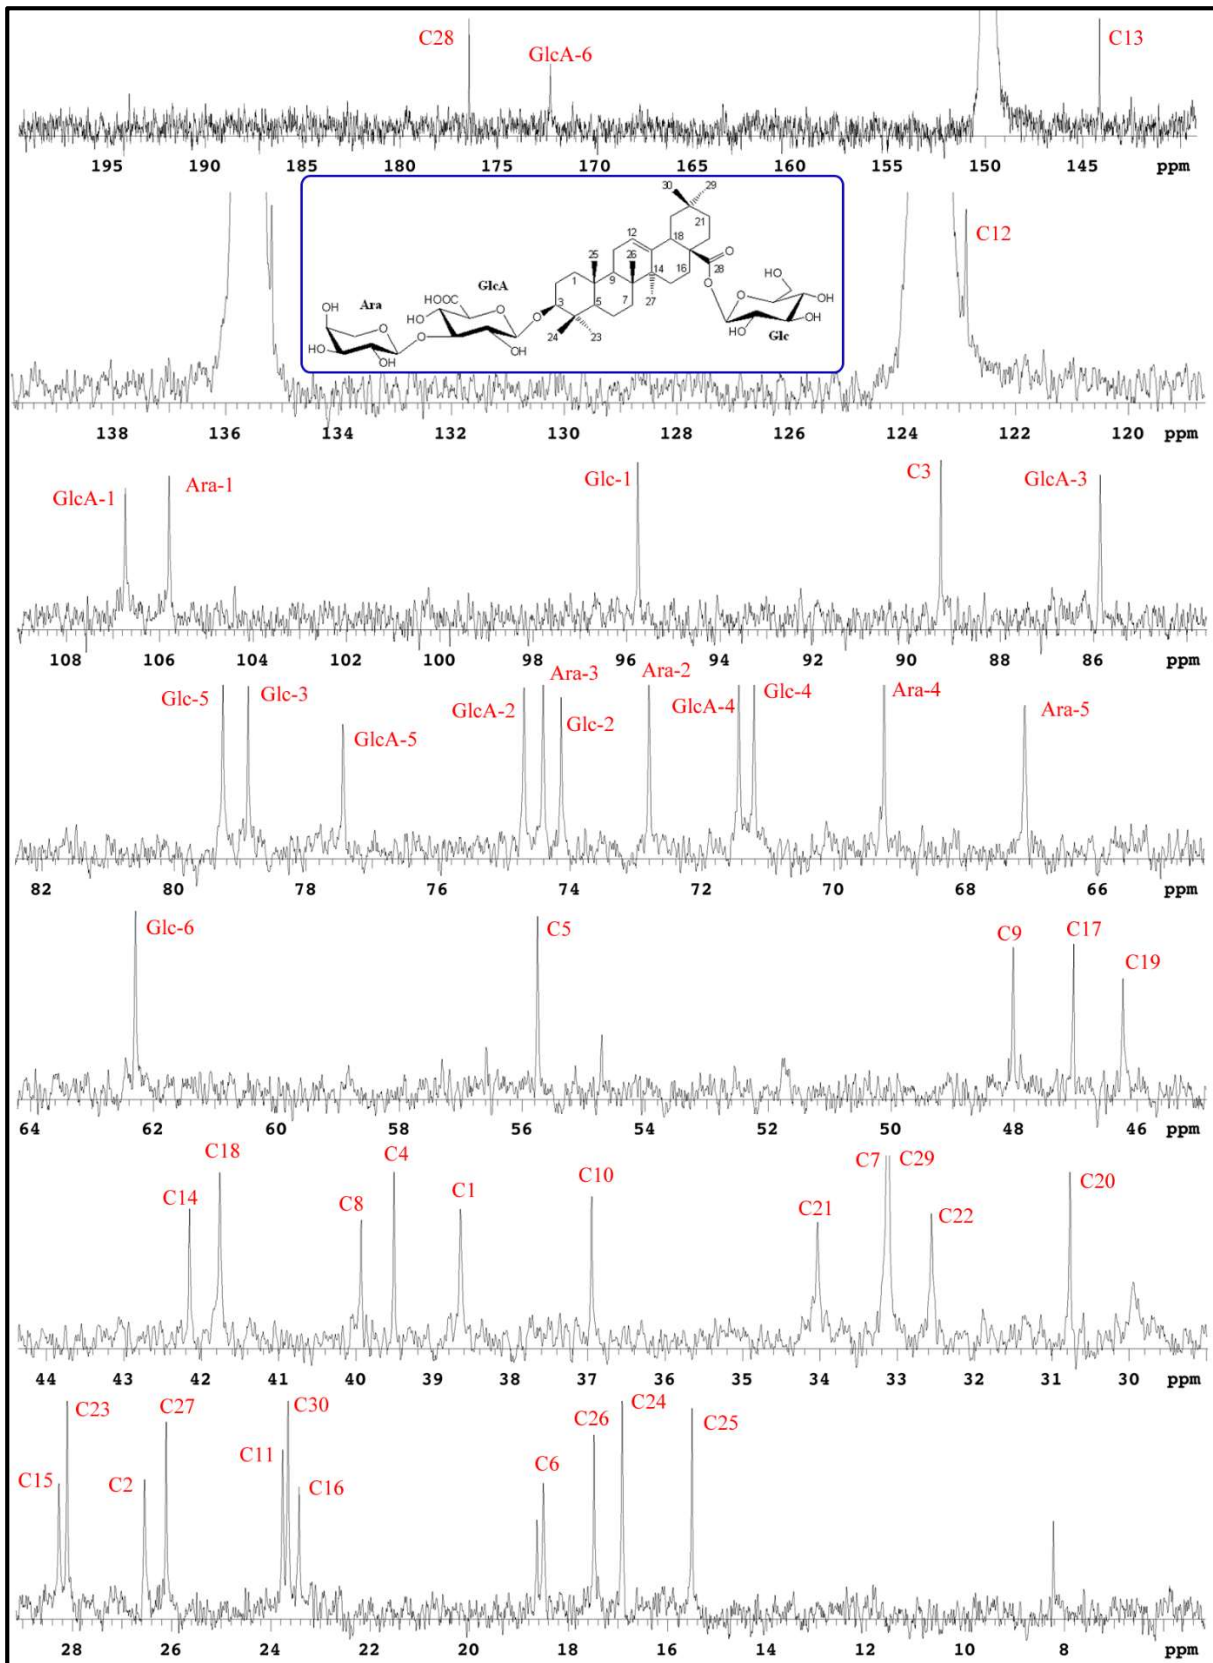 C28 GlcA-6 C13
195 190 185 180 175 170 165 160 155 150 145 ppm
30 29
21
12 18 O C12
25 26 16 28 HO
1 9 14 O OH
GlcA O OH
HOOC 3 5 7 27 HO
Ara HO O O Glc
OH O O OH 24 23
HO OH
138 136 134 132 130 128 126 124 122 120 ppm
GlcA-1 Ara-1 Glc-1 C3 GlcA-3
108 106 104 102 100 98 96 94 92 90 88 86 ppm
Glc-5 Glc-3 GlcA-5 GlcA-2 Ara-3 Glc-2 Ara-2 GlcA-4 Glc-4 Ara-4 Ara-5
82 80 78 76 74 72 70 68 66 ppm
Glc-6 C5 C9 C17 C19
64 62 60 58 56 54 52 50 48 46 ppm
C14 C18 C8 C4 C1 C10 C21 C7 C29 C22 C20
44 43 42 41 40 39 38 37 36 35 34 33 32 31 30 ppm
C15 C23 C2 C27 C11 C30 C16 C6 C26 C24 C25
28 26 24 22 20 18 16 14 12 10 8 ppm